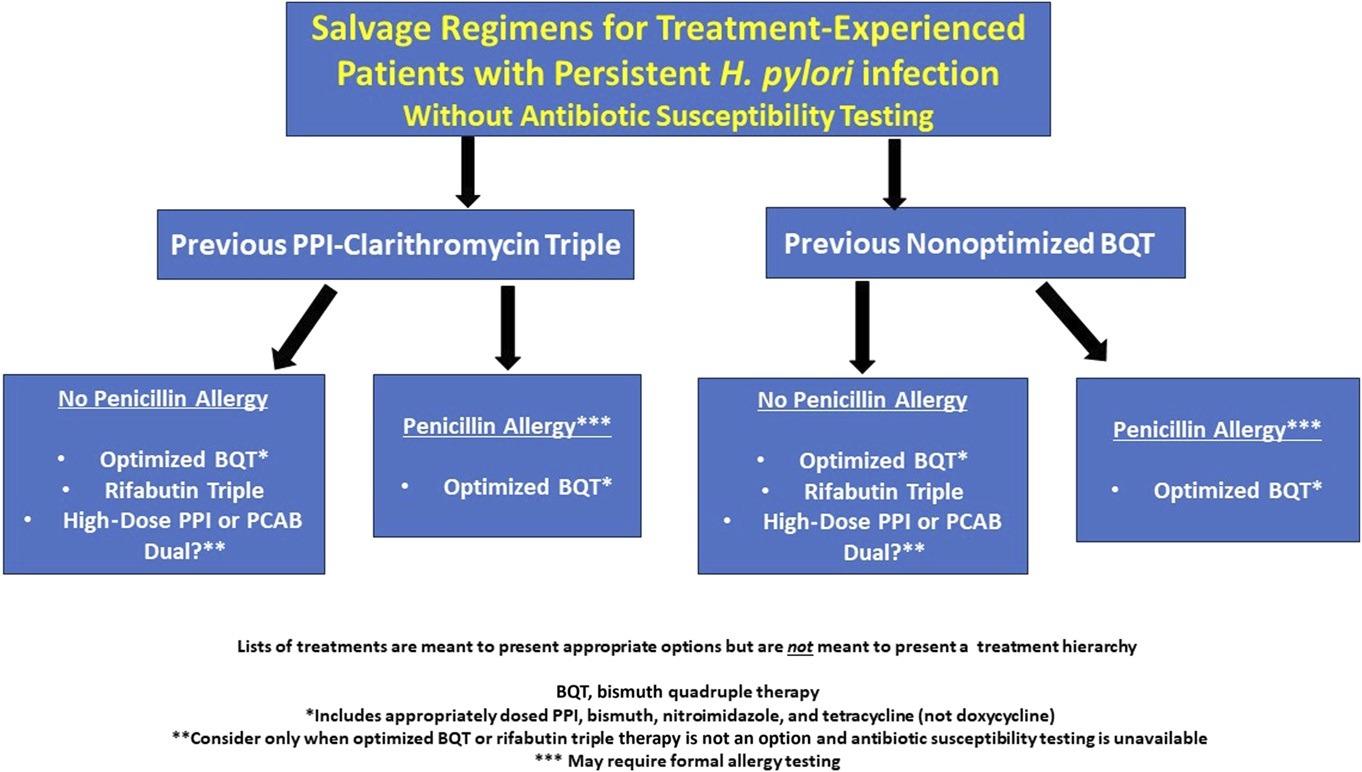 Salvage Regimens for Treatment-Experienced
Patients with Persistent H. pylori infection
Without Antibiotic Susceptibility Testing
Previous PPI-Clarithromycin Triple
Previous Nonoptimized BQT
No Penicillin Allergy
• Optimized BQT*
• Rifabutin Triple
• High-Dose PPI or PCAB
Dual?**
Penicillin Allergy***
• Optimized BQT*
No Penicillin Allergy
• Optimized BQT*
• Rifabutin Triple
• High-Dose PPI or PCAB
Dual?**
Penicillin Allergy***
• Optimized BQT*
Lists of treatments are meant to present appropriate options but are not meant to present a treatment hierarchy
BQT, bismuth quadruple therapy
*Includes appropriately dosed PPI, bismuth, nitroimidazole, and tetracycline (not doxycycline)
**Consider only when optimized BQT or rifabutin triple therapy is not an option and antibiotic susceptibility testing is unavailable
*** May require formal allergy testing